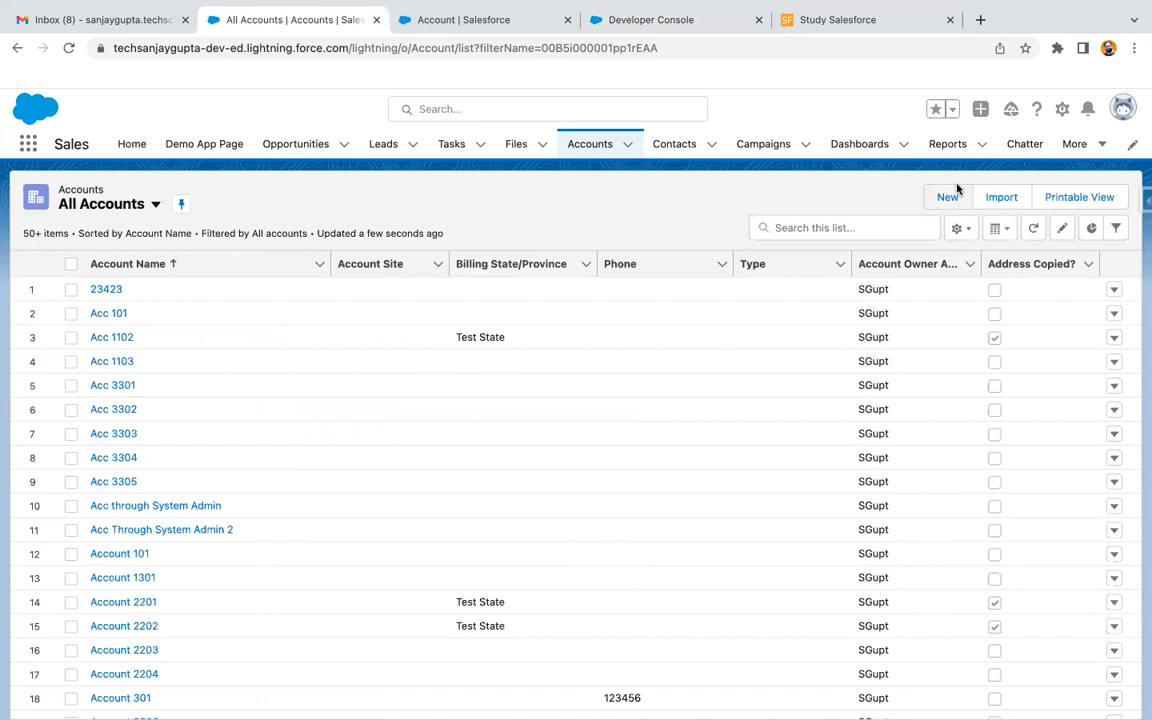 Inbox (8) - sanjaygupta.techsch
All Accounts | Accounts | Sales
Account | Salesforce
Developer Console
SF Study Salesforce
techsanjaygupta-dev-ed.lightning.force.com/lightning/o/Account/list?filterName=00B5i000001pp1rEAA
Search...
Sales Home Demo App Page Opportunities Leads Tasks Files Accounts Contacts Campaigns Dashboards Reports Chatter More
Accounts
All Accounts
New Import Printable View
50+ items • Sorted by Account Name • Filtered by All accounts • Updated a few seconds ago
Search this list...
Account Name Account Site Billing State/Province Phone Type Account Owner A... Address Copied?
1 23423 SGupt
2 Acc 101 SGupt
3 Acc 1102 Test State SGupt
4 Acc 1103 SGupt
5 Acc 3301 SGupt
6 Acc 3302 SGupt
7 Acc 3303 SGupt
8 Acc 3304 SGupt
9 Acc 3305 SGupt
10 Acc through System Admin SGupt
11 Acc Through System Admin 2 SGupt
12 Account 101 SGupt
13 Account 1301 SGupt
14 Account 2201 Test State SGupt
15 Account 2202 Test State SGupt
16 Account 2203 SGupt
17 Account 2204 SGupt
18 Account 301 123456 SGupt